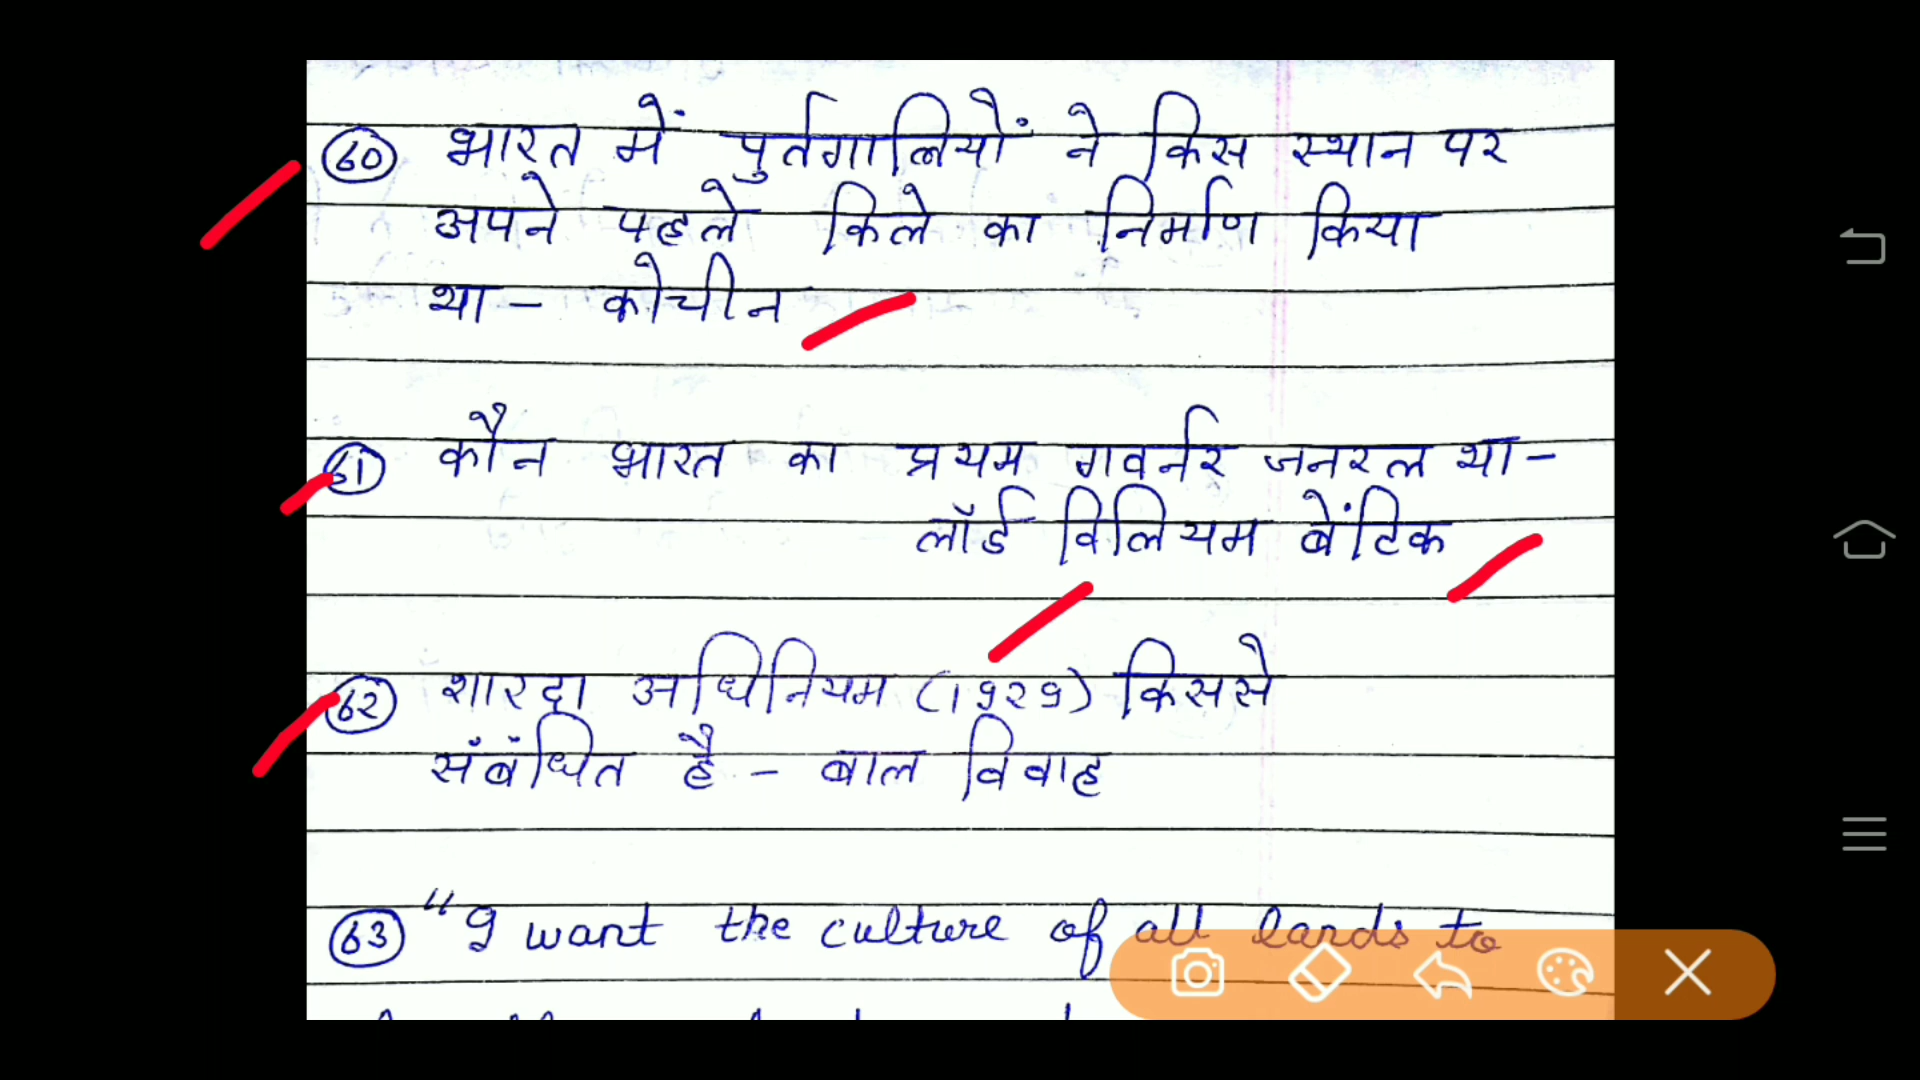 60 भारत में पुर्तगालियों ने किस स्थान पर
अपने पहले किले का निर्माण किया
था - कोचीन
61 कौन भारत का प्रथम गवर्नर जनरल था -
लॉर्ड विलियम बेंटिक
62 शारदा अधिनियम (1929) किससे
संबंधित है - बाल विवाह
63 "I want the culture of all lands to